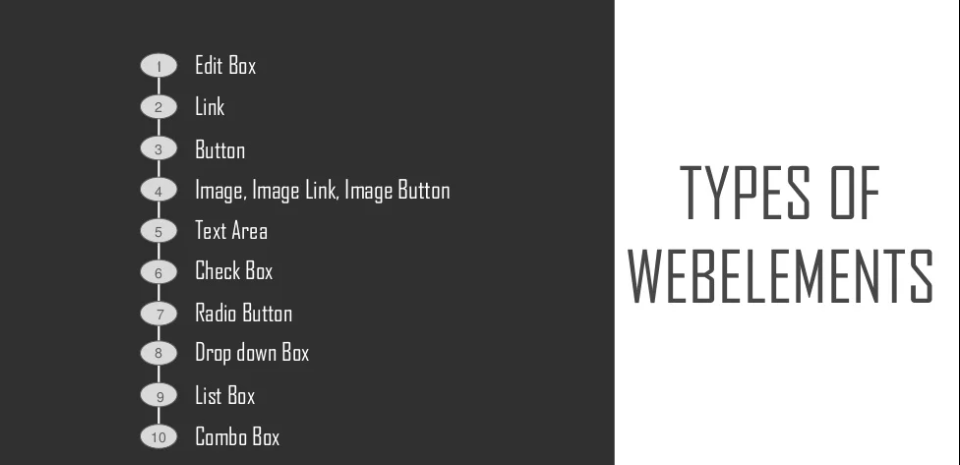 1 Edit Box
2 Link
3 Button
4 Image, Image Link, Image Button
5 Text Area
6 Check Box
7 Radio Button
8 Drop down Box
9 List Box
10 Combo Box
TYPES OF
WEBELEMENTS